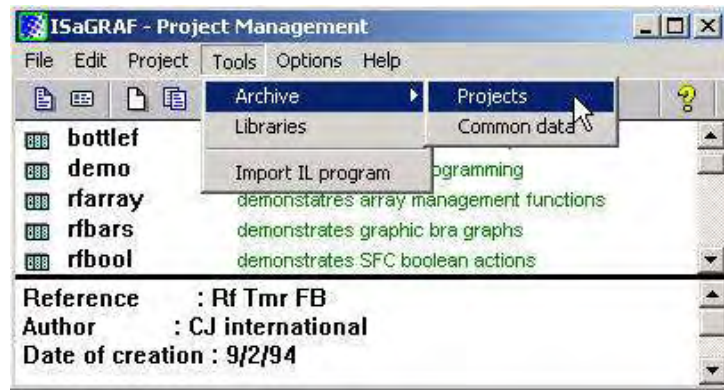 ISaGRAF - Project Management
File Edit Project Tools Options Help
Archive Projects
Libraries Common data
Import IL program
bottlef
demo ogramming
rfarray demonstatres array management functions
rfbars demonstrates graphic bra graphs
rfbool demonstrates SFC boolean actions
Reference : Rf Tmr FB
Author : CJ international
Date of creation : 9/2/94